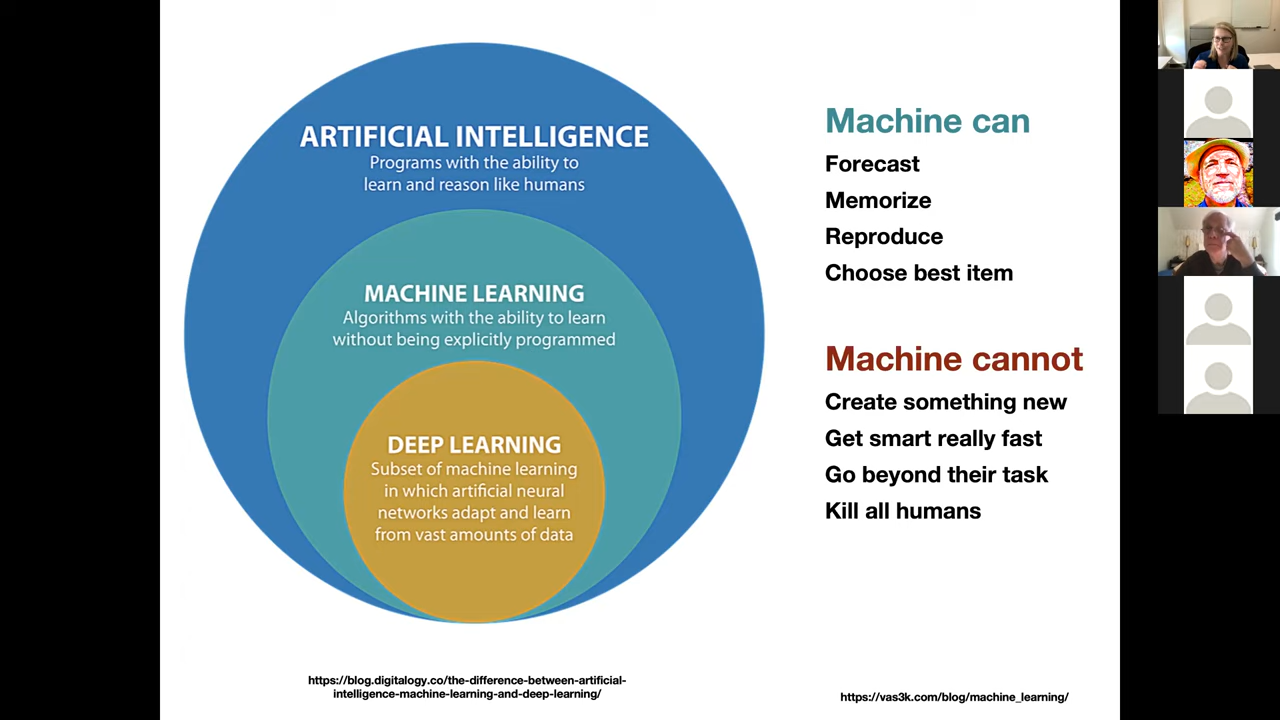 ARTIFICIAL INTELLIGENCE
Programs with the ability to
learn and reason like humans
MACHINE LEARNING
Algorithms with the ability to learn
without being explicitly programmed
DEEP LEARNING
Subset of machine learning
in which artificial neural
networks adapt and learn
from vast amounts of data
https://blog.digitalogy.co/the-difference-between-artificial-
intelligence-machine-learning-and-deep-learning/
Machine can
Forecast
Memorize
Reproduce
Choose best item
Machine cannot
Create something new
Get smart really fast
Go beyond their task
Kill all humans
https://vas3k.com/blog/machine_learning/